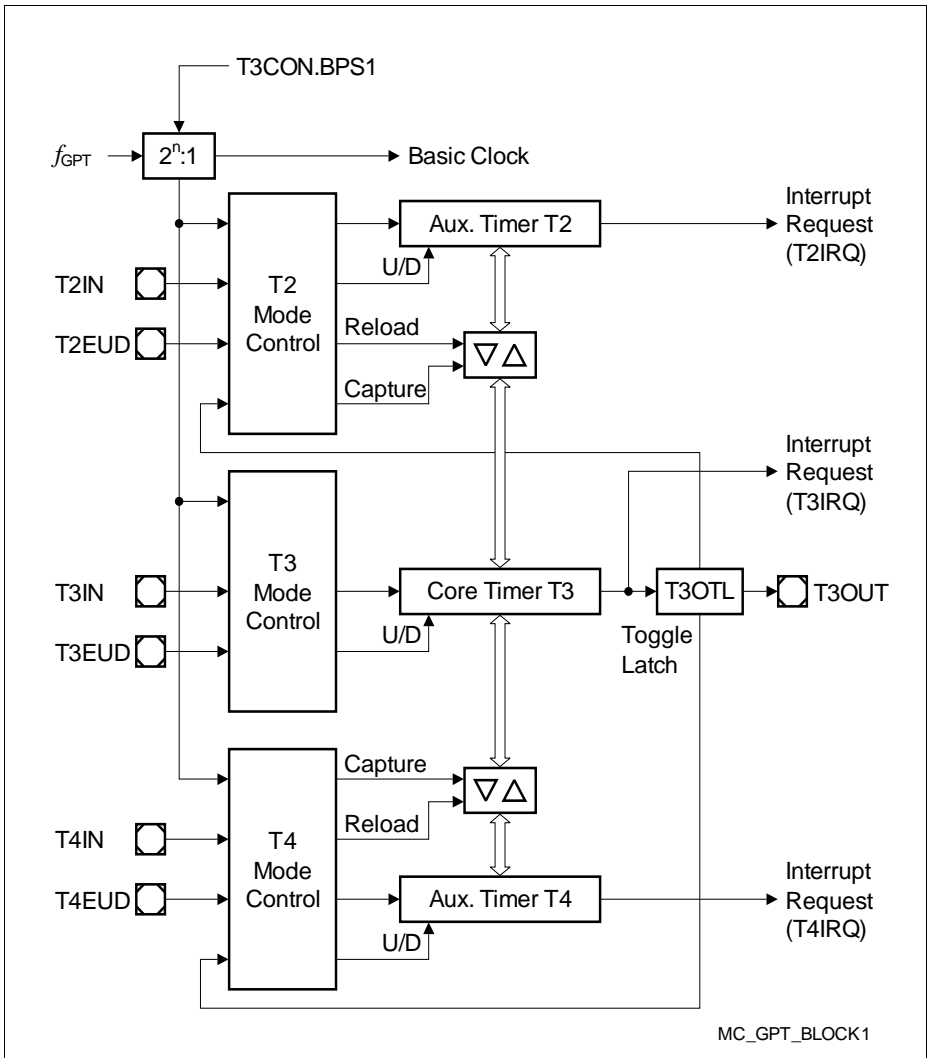 T3CON.BPS1
fGPT
2ⁿ:1
Basic Clock
Interrupt
Request
(T2IRQ)
Aux. Timer T2
U/D
T2IN
T2
Mode
Control
T2EUD
Reload
▽△
Capture
Interrupt
Request
(T3IRQ)
T3
Mode
Control
T3IN
Core Timer T3
T3OTL
T3OUT
U/D
T3EUD
Toggle
Latch
Capture
▽△
Reload
T4IN
T4
Mode
Control
T4EUD
Aux. Timer T4
U/D
Interrupt
Request
(T4IRQ)
MC_GPT_BLOCK1